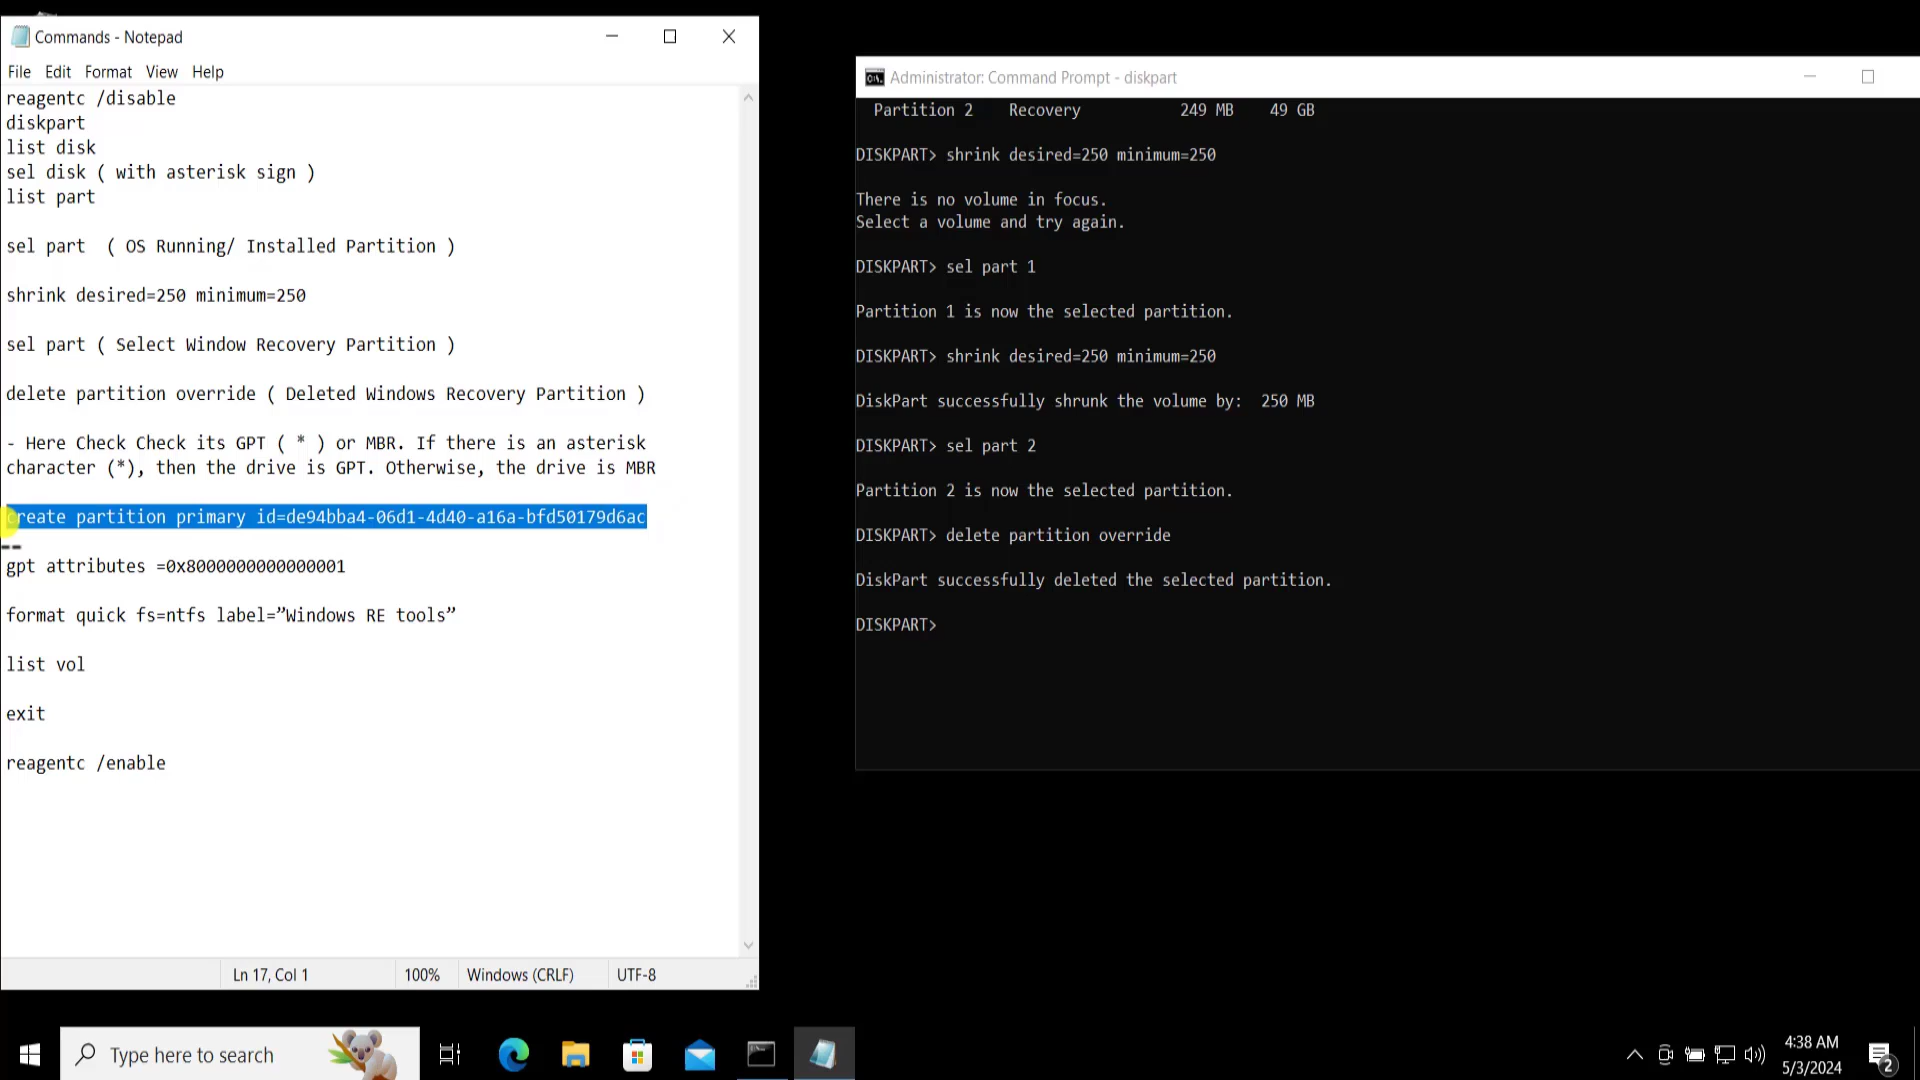 Commands - Notepad
File Edit Format View Help
reagentc /disable
diskpart
list disk
sel disk ( with asterisk sign )
list part
sel part  ( OS Running/ Installed Partition )
shrink desired=250 minimum=250
sel part ( Select Window Recovery Partition )
delete partition override ( Deleted Windows Recovery Partition )
- Here Check Check its GPT ( * ) or MBR. If there is an asterisk
character (*), then the drive is GPT. Otherwise, the drive is MBR
create partition primary id=de94bba4-06d1-4d40-a16a-bfd50179d6ac
gpt attributes =0x8000000000000001
format quick fs=ntfs label=”Windows RE tools”
list vol
exit
reagentc /enable
Ln 17, Col 1 100% Windows (CRLF) UTF-8
Administrator: Command Prompt - diskpart
Partition 2    Recovery           249 MB    49 GB
DISKPART> shrink desired=250 minimum=250
There is no volume in focus.
Select a volume and try again.
DISKPART> sel part 1
Partition 1 is now the selected partition.
DISKPART> shrink desired=250 minimum=250
DiskPart successfully shrunk the volume by:  250 MB
DISKPART> sel part 2
Partition 2 is now the selected partition.
DISKPART> delete partition override
DiskPart successfully deleted the selected partition.
DISKPART>
Type here to search
4:38 AM
5/3/2024
2